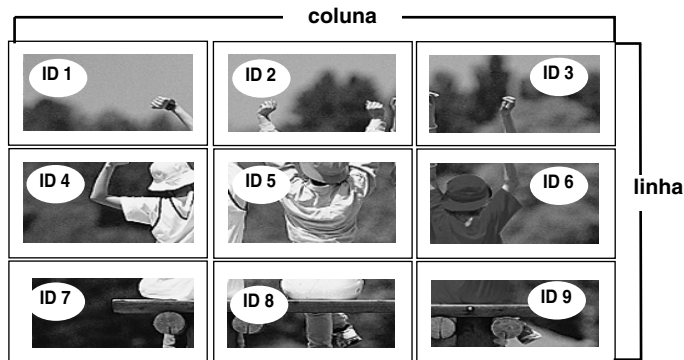 coluna
ID 1
ID 2
ID 3
ID 4
ID 5
ID 6
linha
ID 7
ID 8
ID 9